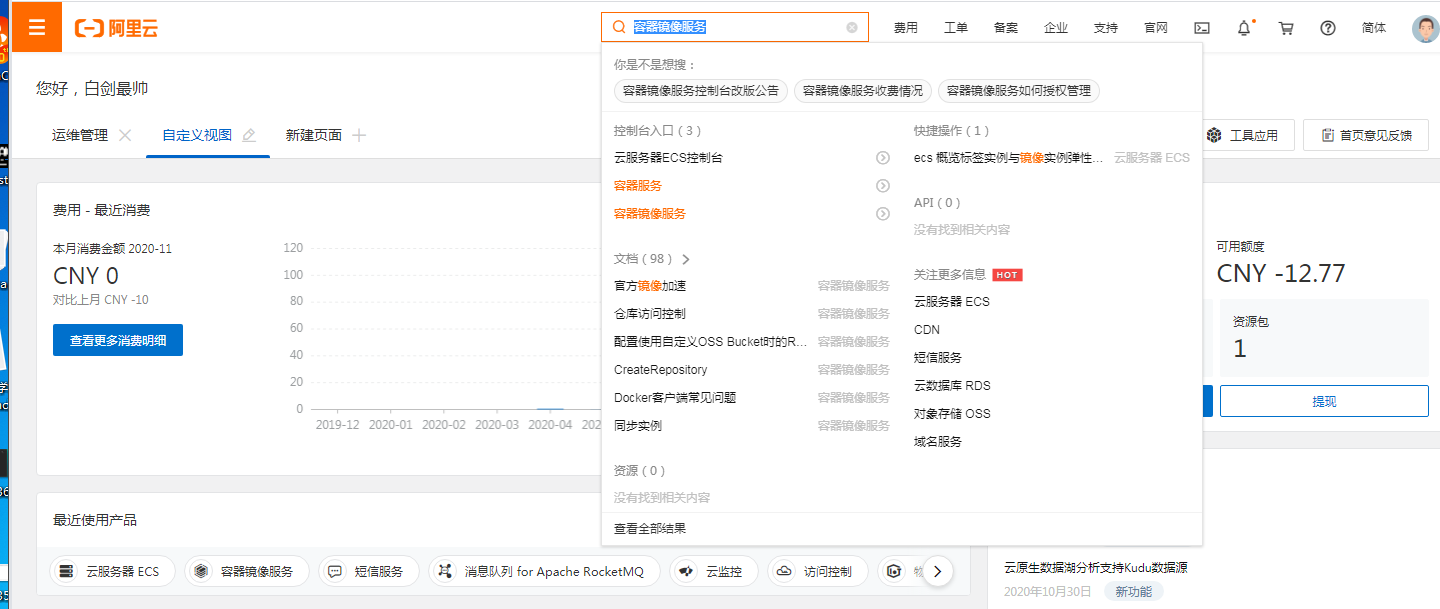 阿里云
容器镜像服务
费用 工单 备案 企业 支持 官网 简体
您好，白剑最帅
运维管理 自定义视图 新建页面
工具应用 首页意见反馈
你是不是想搜：
容器镜像服务控制台改版公告 容器镜像服务收费情况 容器镜像服务如何授权管理
控制台入口 ( 3 )
云服务器ECS控制台
容器服务
容器镜像服务
文档 ( 98 )
官方镜像加速 容器镜像服务
仓库访问控制 容器镜像服务
配置使用自定义OSS Bucket时的R... 容器镜像服务
CreateRepository 容器镜像服务
Docker客户端常见问题 容器镜像服务
同步实例 容器镜像服务
资源 ( 0 )
没有找到相关内容
查看全部结果
快捷操作 ( 1 )
ecs 概览标签实例与镜像实例弹性... 云服务器 ECS
API ( 0 )
没有找到相关内容
关注更多信息 HOT
云服务器 ECS
CDN
短信服务
云数据库 RDS
对象存储 OSS
域名服务
费用 - 最近消费
本月消费金额 2020-11
CNY 0
对比上月 CNY -10
查看更多消费明细
120
100
80
60
40
20
0
2019-12 2020-01 2020-02 2020-03 2020-04 202
可用额度
CNY -12.77
资源包
1
提现
最近使用产品
云服务器 ECS 容器镜像服务 短信服务 消息队列 for Apache RocketMQ 云监控 访问控制
云原生数据湖分析支持Kudu数据源
2020年10月30日 新功能